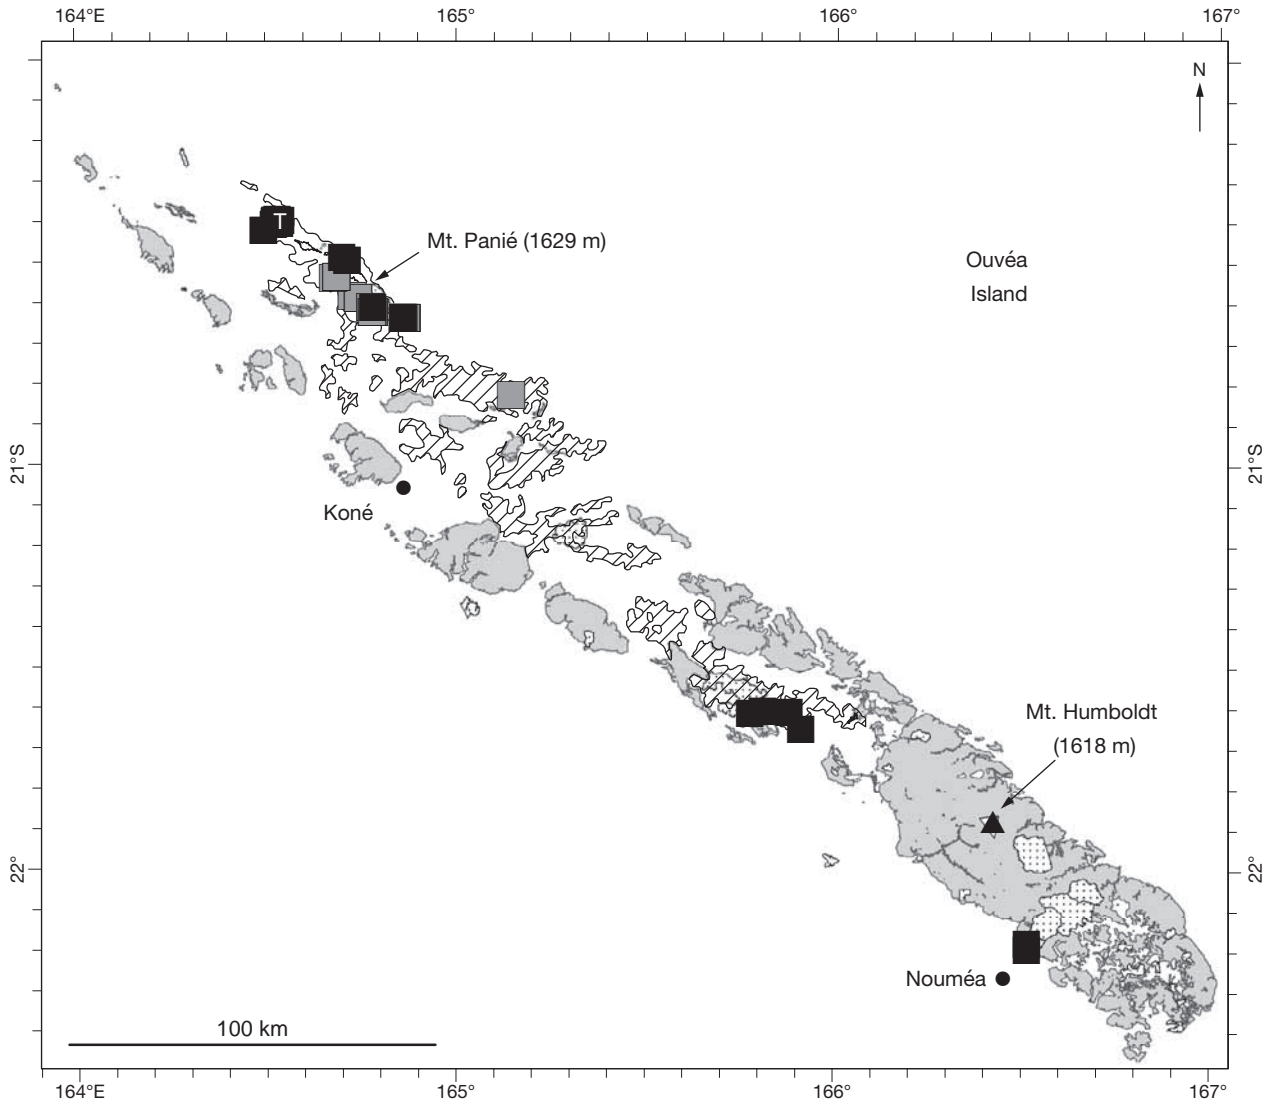 164°E 165° 166° 167°
N
T
Mt. Panié (1629 m)
Ouvéa
Island
21°S 21°S
Koné
Mt. Humboldt
(1618 m)
22° 22°
Nouméa
100 km
164°E 165° 166° 167°